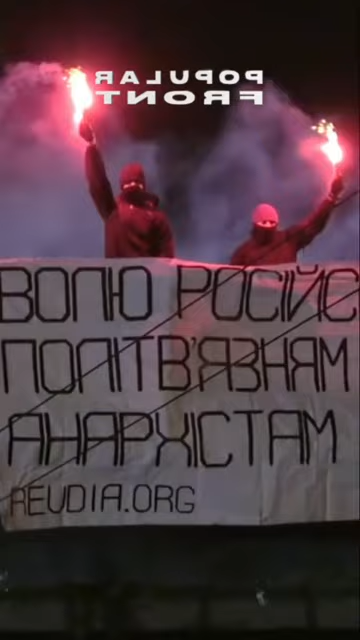 POPULAR
FRONT
ВОЛЮ РОСІЙС
ПОЛІТВ'ЯЗНЯМ
АНАРХІСТАМ
REVDIA.ORG